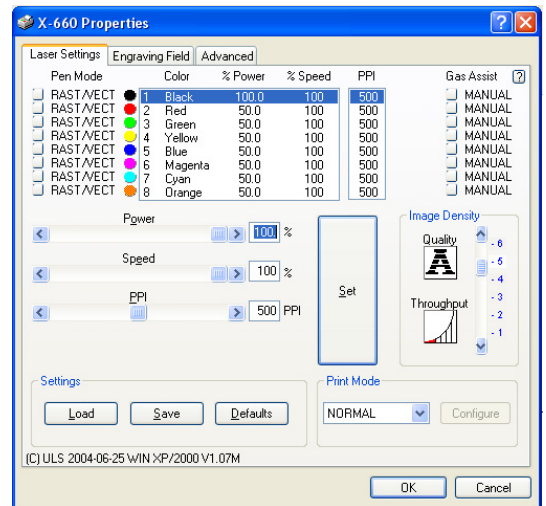 X-660 Properties
Laser Settings Engraving Field Advanced
Pen Mode Color % Power % Speed PPI Gas Assist
RAST/VECT 1 Black 100.0 100 500 MANUAL
RAST/VECT 2 Red 50.0 100 500 MANUAL
RAST/VECT 3 Green 50.0 100 500 MANUAL
RAST/VECT 4 Yellow 50.0 100 500 MANUAL
RAST/VECT 5 Blue 50.0 100 500 MANUAL
RAST/VECT 6 Magenta 50.0 100 500 MANUAL
RAST/VECT 7 Cyan 50.0 100 500 MANUAL
RAST/VECT 8 Orange 50.0 100 500 MANUAL
Power
100 %
Speed
100 %
PPI
500 PPI
Set
Image Density
Quality
A
Throughput
- 6
- 5
- 4
- 3
- 2
- 1
Settings
Load Save Defaults
Print Mode
NORMAL Configure
(C) ULS 2004-06-25 WIN XP/2000 V1.07M
OK Cancel